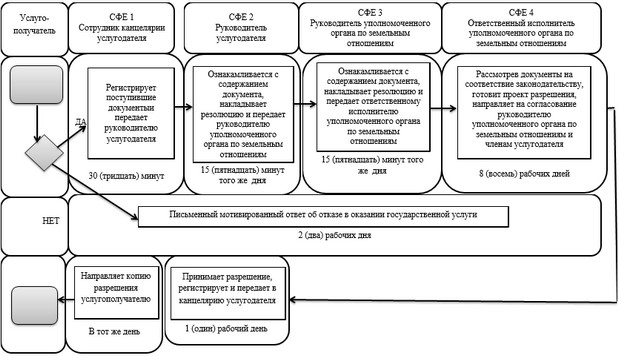 Услуго-
получатель
СФЕ 1
Сотрудник канцелярии
услугодателя
СФЕ 2
Руководитель
услугодателя
СФЕ 3
Руководитель уполномоченного
органа по земельным
отношениям
СФЕ 4
Ответственный исполнитель
уполномоченного органа по
земельным отношениям
ДА
Регистрирует
поступившие
документыи
передает
руководителю
услугодателя
30 (тридцать) минут
Ознакамливается с
содержанием
документа,
накладывает
резолюцию и передает
руководителю
уполномоченного
органа по земельным
отношениям
15 (пятнадцать) минут
того же дня
Ознакамливается с
содержанием документа,
накладывает резолюцию и
передает ответственному
исполнителю
уполномоченного органа
по земельным
отношениям
15 (пятнадцать) минут того
же дня
Рассмотрев документы на
соответствие законодательству,
готовит проект разрешения,
направляет на согласование
руководителю
уполномоченного органа по
земельным отношениям и
членам услугодателя
8 (восемь) рабочих дней
НЕТ
Письменный мотивированный ответ об отказе в оказании государственной услуги
2 (два) рабочих дня
Направляет копию
разрешения
услугополучателю
В тот же день
Принимает разрешение,
регистрирует и передает в
канцелярию услугодателя
1 (один) рабочий день